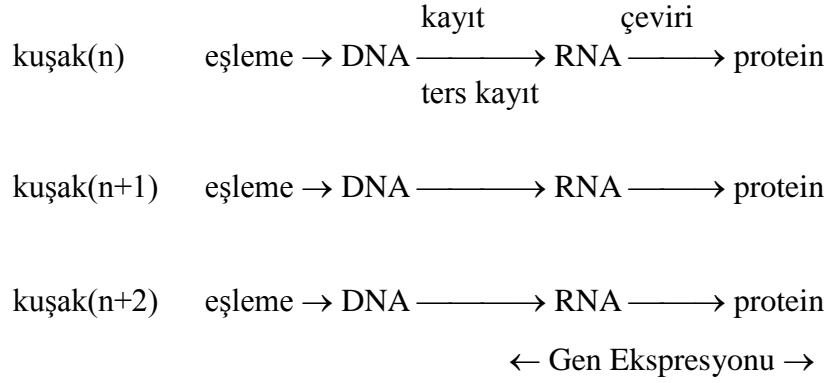 kayıt çeviri
kuşak(n) eşleme → DNA ⟶ RNA ⟶ protein
ters kayıt
kuşak(n+1) eşleme → DNA ⟶ RNA ⟶ protein
kuşak(n+2) eşleme → DNA ⟶ RNA ⟶ protein
← Gen Ekspresyonu →